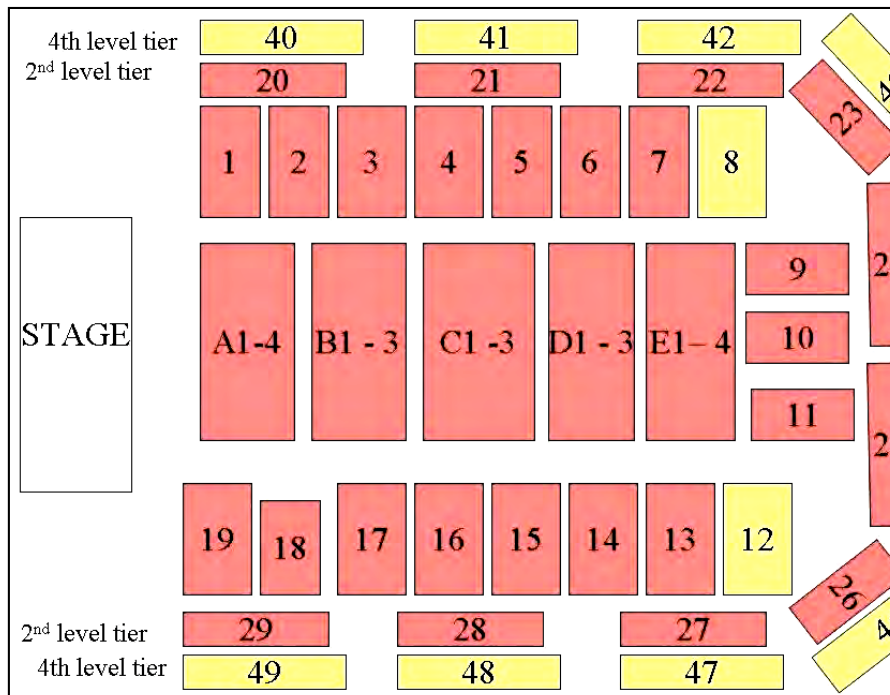 4th level tier 40 41 42
2nd level tier 20 21 22 23
1 2 3 4 5 6 7 8
9
STAGE A1-4 B1 - 3 C1 -3 D1 - 3 E1– 4 10
11
19 18 17 16 15 14 13 12
26
2nd level tier 29 28 27
4th level tier 49 48 47